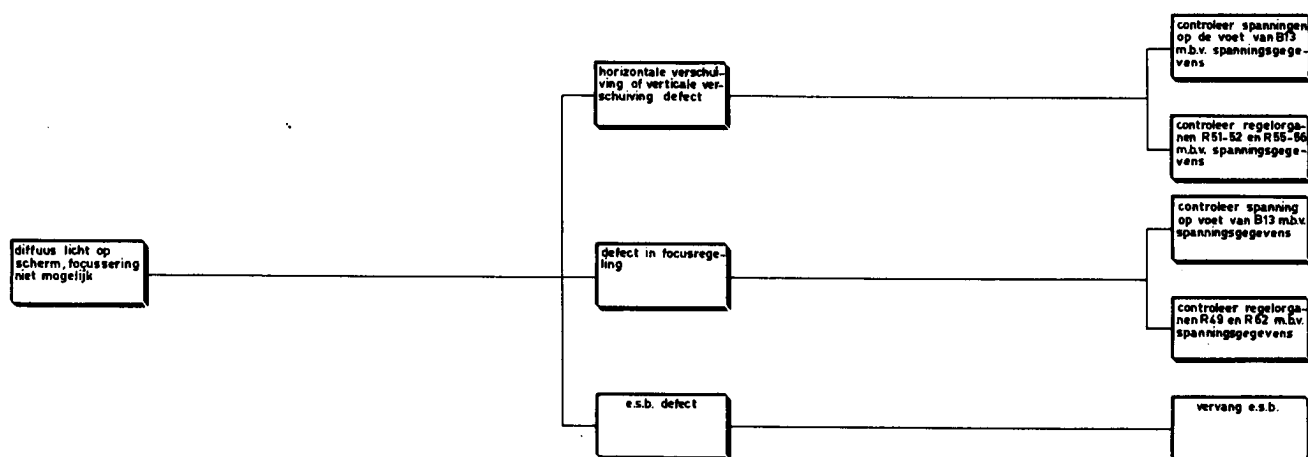 diffuus licht op
scherm, focussering
niet mogelijk
horizontale verschui-
ving of verticale ver-
schuiving defect
defect in focusrege-
ling
e.s.b. defect
controleer spanningen
op de voet van B13
m.b.v. spanningsgege-
vens
controleer regelorga-
nen R51-52 en R55-56
m.b.v. spanningsgege-
vens
controleer spanning
op voet van B13 m.b.v.
spanningsgegevens
controleer regelorga-
nen R49 en R62 m.b.v.
spanningsgegevens
vervang e.s.b.